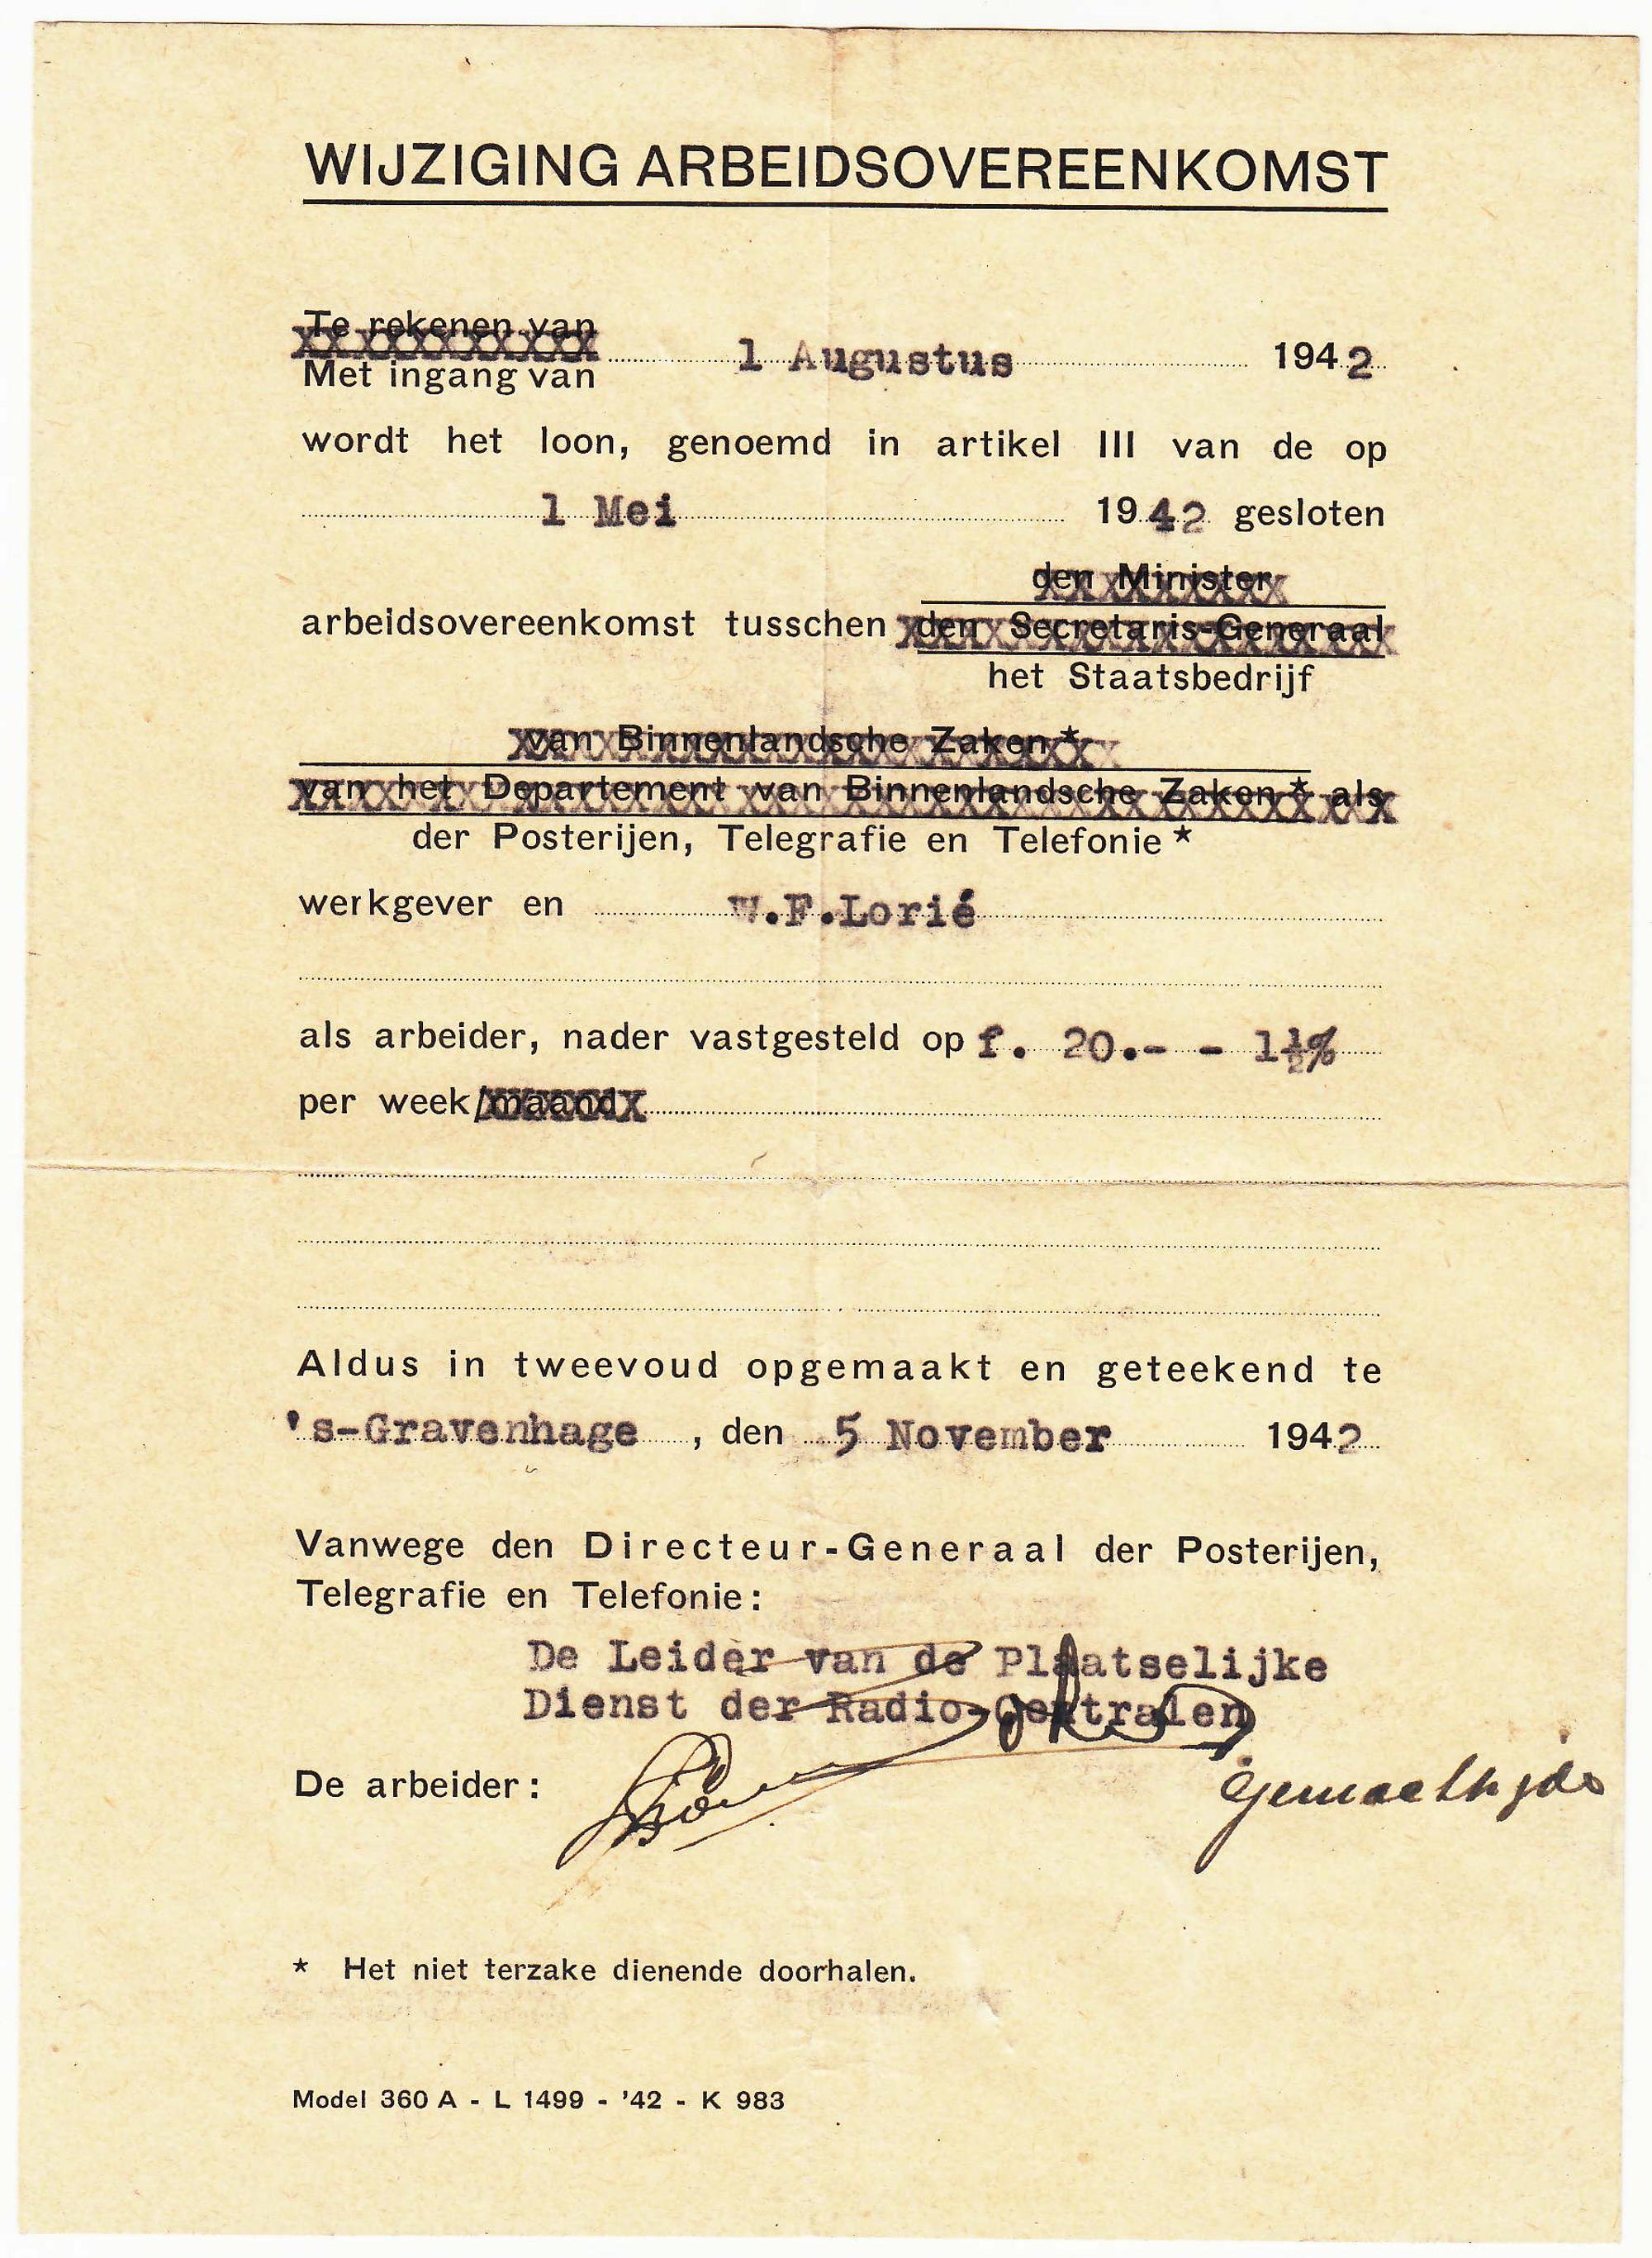 WIJZIGING ARBEIDSOVEREENKOMST
Te rekenen van
Met ingang van 1 Augustus 1942
wordt het loon, genoemd in artikel III van de op
1 Mei 1942 gesloten
den Minister
arbeidsovereenkomst tusschen den Secretaris-Generaal
het Staatsbedrijf
van Binnenlandsche Zaken*
van het Departement van Binnenlandsche Zaken* als
der Posterijen, Telegrafie en Telefonie*
werkgever en W.F.Lorié
als arbeider, nader vastgesteld op f. 20.- - 1½%
per week/maand
Aldus in tweevoud opgemaakt en geteekend te
's-Gravenhage, den 5 November 1942
Vanwege den Directeur-Generaal der Posterijen,
Telegrafie en Telefonie:
De Leider van de Plaatselijke
Dienst der Radio-Centralen
De arbeider:
* Het niet terzake dienende doorhalen.
Model 360 A - L 1499 - '42 - K 983